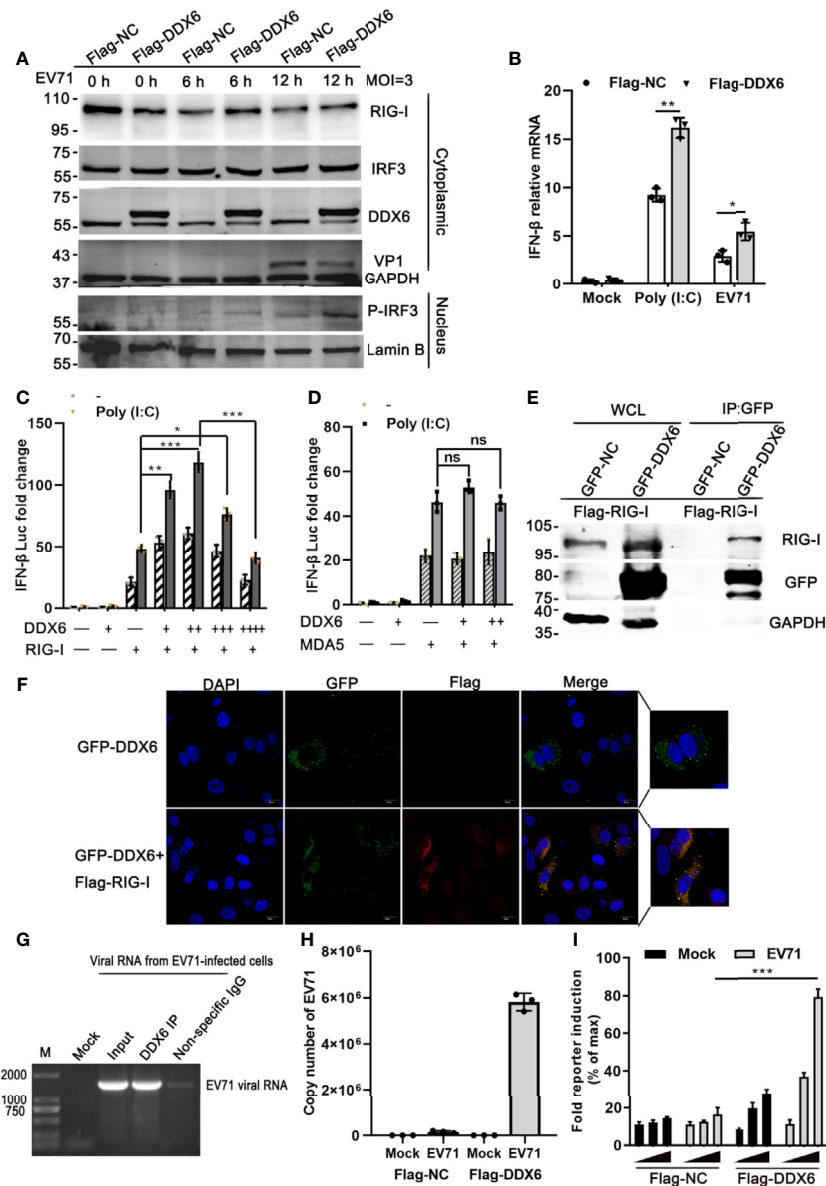 A
Flag-NC Flag-DDX6 Flag-NC Flag-DDX6 Flag-NC Flag-DDX6
EV71 0 h 0 h 6 h 6 h 12 h 12 h MOI=3
110
95
RIG-I
75
55
IRF3
75
55
DDX6
43
37
VP1
GAPDH
Cytoplasmic
55
P-IRF3
70
55
Lamin B
Nucleus
B
Flag-NC Flag-DDX6
IFN-β relative mRNA
20
15
10
5
0
** *
Mock Poly (I:C) EV71
C
-
Poly (I:C)
IFN-β Luc fold change
150
100
50
0
***
*
***
**
DDX6 — + — + ++ +++ ++++
RIG-I — — + + + + +
D
-
Poly (I:C)
IFN-β Luc fold change
60
40
20
0
ns
ns
DDX6 — + — + ++
MDA5 — — + + +
E
WCL IP:GFP
GFP-NC GFP-DDX6 GFP-NC GFP-DDX6
Flag-RIG-I Flag-RIG-I
105
95
RIG-I
80
75
GFP
40
35
GAPDH
F
DAPI GFP Flag Merge
GFP-DDX6
GFP-DDX6+
Flag-RIG-I
G
Viral RNA from EV71-infected cells
M Mock Input DDX6 IP Non-specific IgG
2000
1000
750
EV71 viral RNA
H
Copy number of EV71
8×10⁶
6×10⁶
4×10⁶
2×10⁶
0
Mock EV71 Mock EV71
Flag-NC Flag-DDX6
I
Mock EV71
Fold reporter induction
(% of max)
100
80
60
40
20
0
***
Flag-NC Flag-DDX6